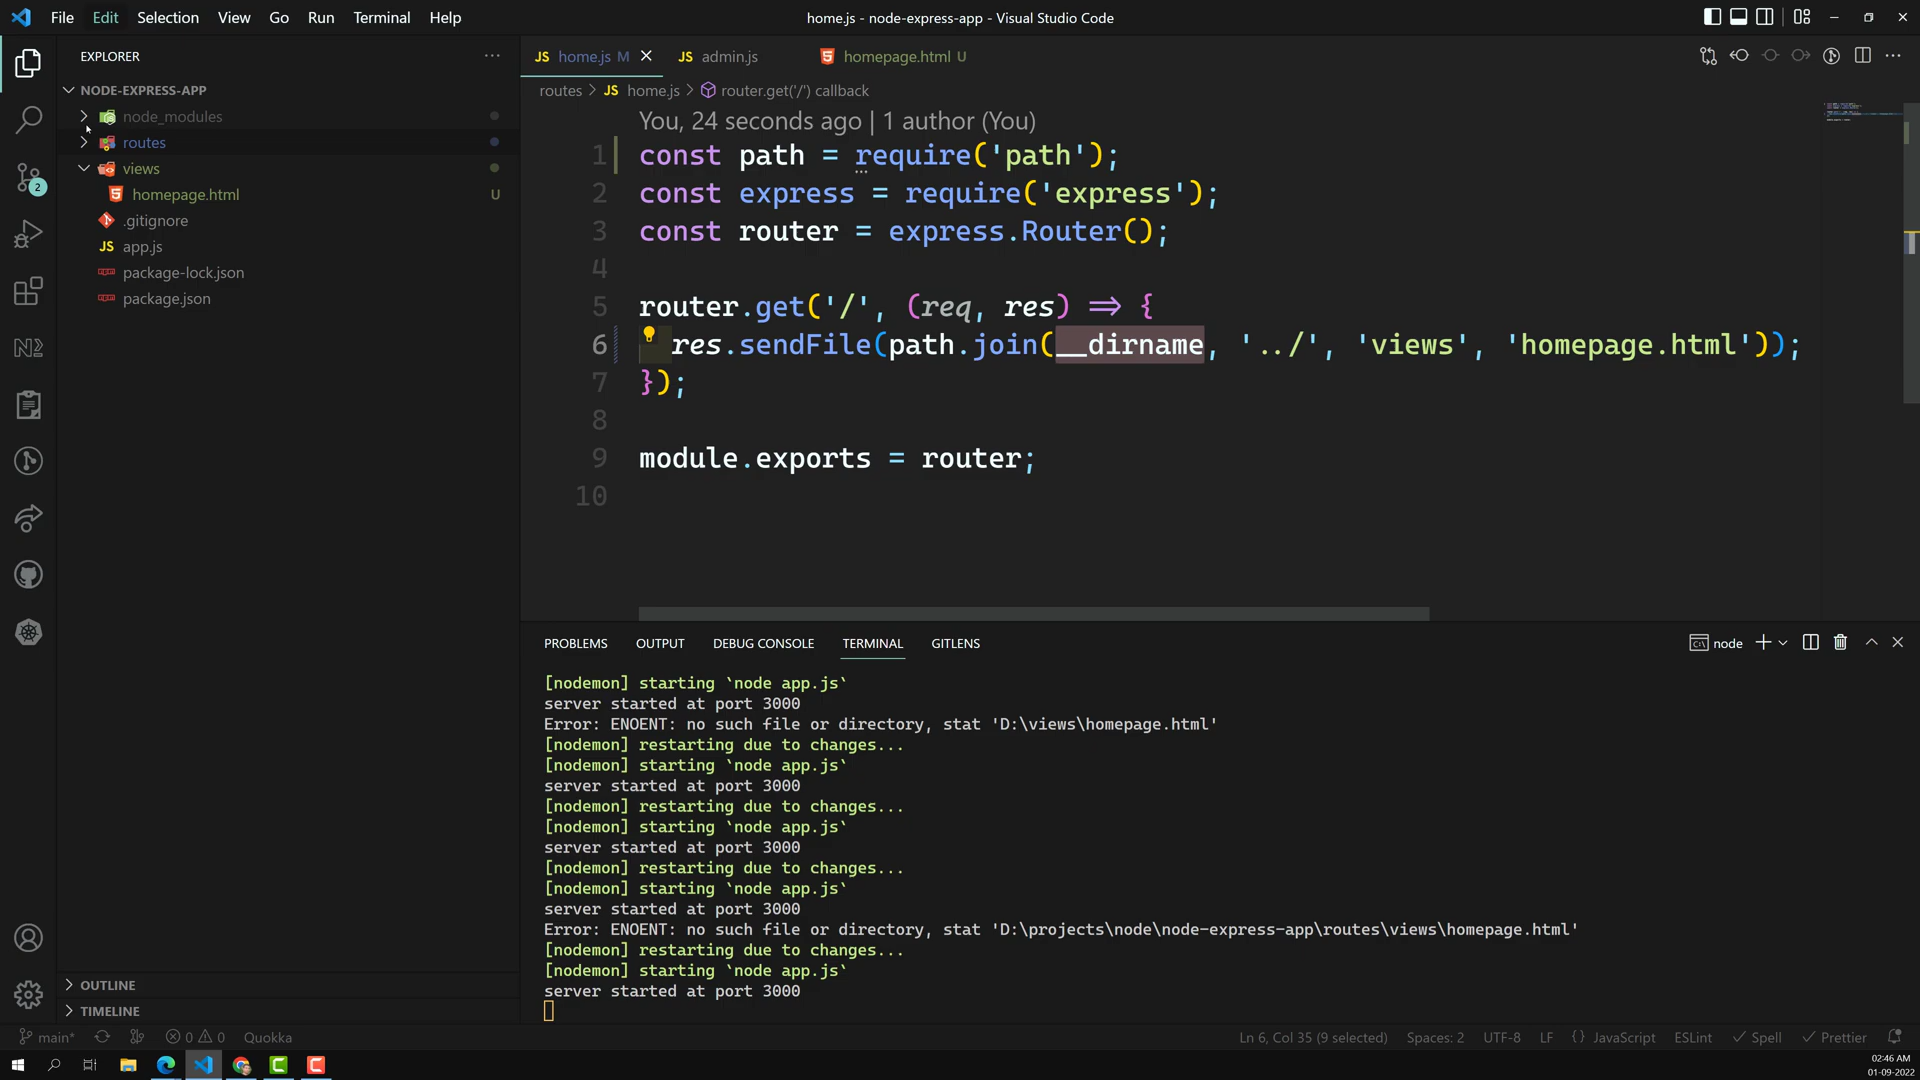 File Edit Selection View Go Run Terminal Help
home.js - node-express-app - Visual Studio Code
EXPLORER
NODE-EXPRESS-APP
node_modules
routes
views
homepage.html U
.gitignore
JS app.js
package-lock.json
package.json
OUTLINE
TIMELINE
2
JS home.js M
JS admin.js
homepage.html U
routes > JS home.js > router.get('/') callback
You, 24 seconds ago | 1 author (You)
1 const path = require('path');
2 const express = require('express');
3 const router = express.Router();
4
5 router.get('/', (req, res) => {
6 res.sendFile(path.join(__dirname, '../', 'views', 'homepage.html'));
7 });
8
9 module.exports = router;
10
PROBLEMS OUTPUT DEBUG CONSOLE TERMINAL GITLENS
node
[nodemon] starting `node app.js`
server started at port 3000
Error: ENOENT: no such file or directory, stat 'D:\views\homepage.html'
[nodemon] restarting due to changes...
[nodemon] starting `node app.js`
server started at port 3000
[nodemon] restarting due to changes...
[nodemon] starting `node app.js`
server started at port 3000
[nodemon] restarting due to changes...
[nodemon] starting `node app.js`
server started at port 3000
Error: ENOENT: no such file or directory, stat 'D:\projects\node\node-express-app\routes\views\homepage.html'
[nodemon] restarting due to changes...
[nodemon] starting `node app.js`
server started at port 3000
main* 0 0 Quokka
Ln 6, Col 35 (9 selected) Spaces: 2 UTF-8 LF {} JavaScript ESLint Spell Prettier
02:46 AM
01-09-2022